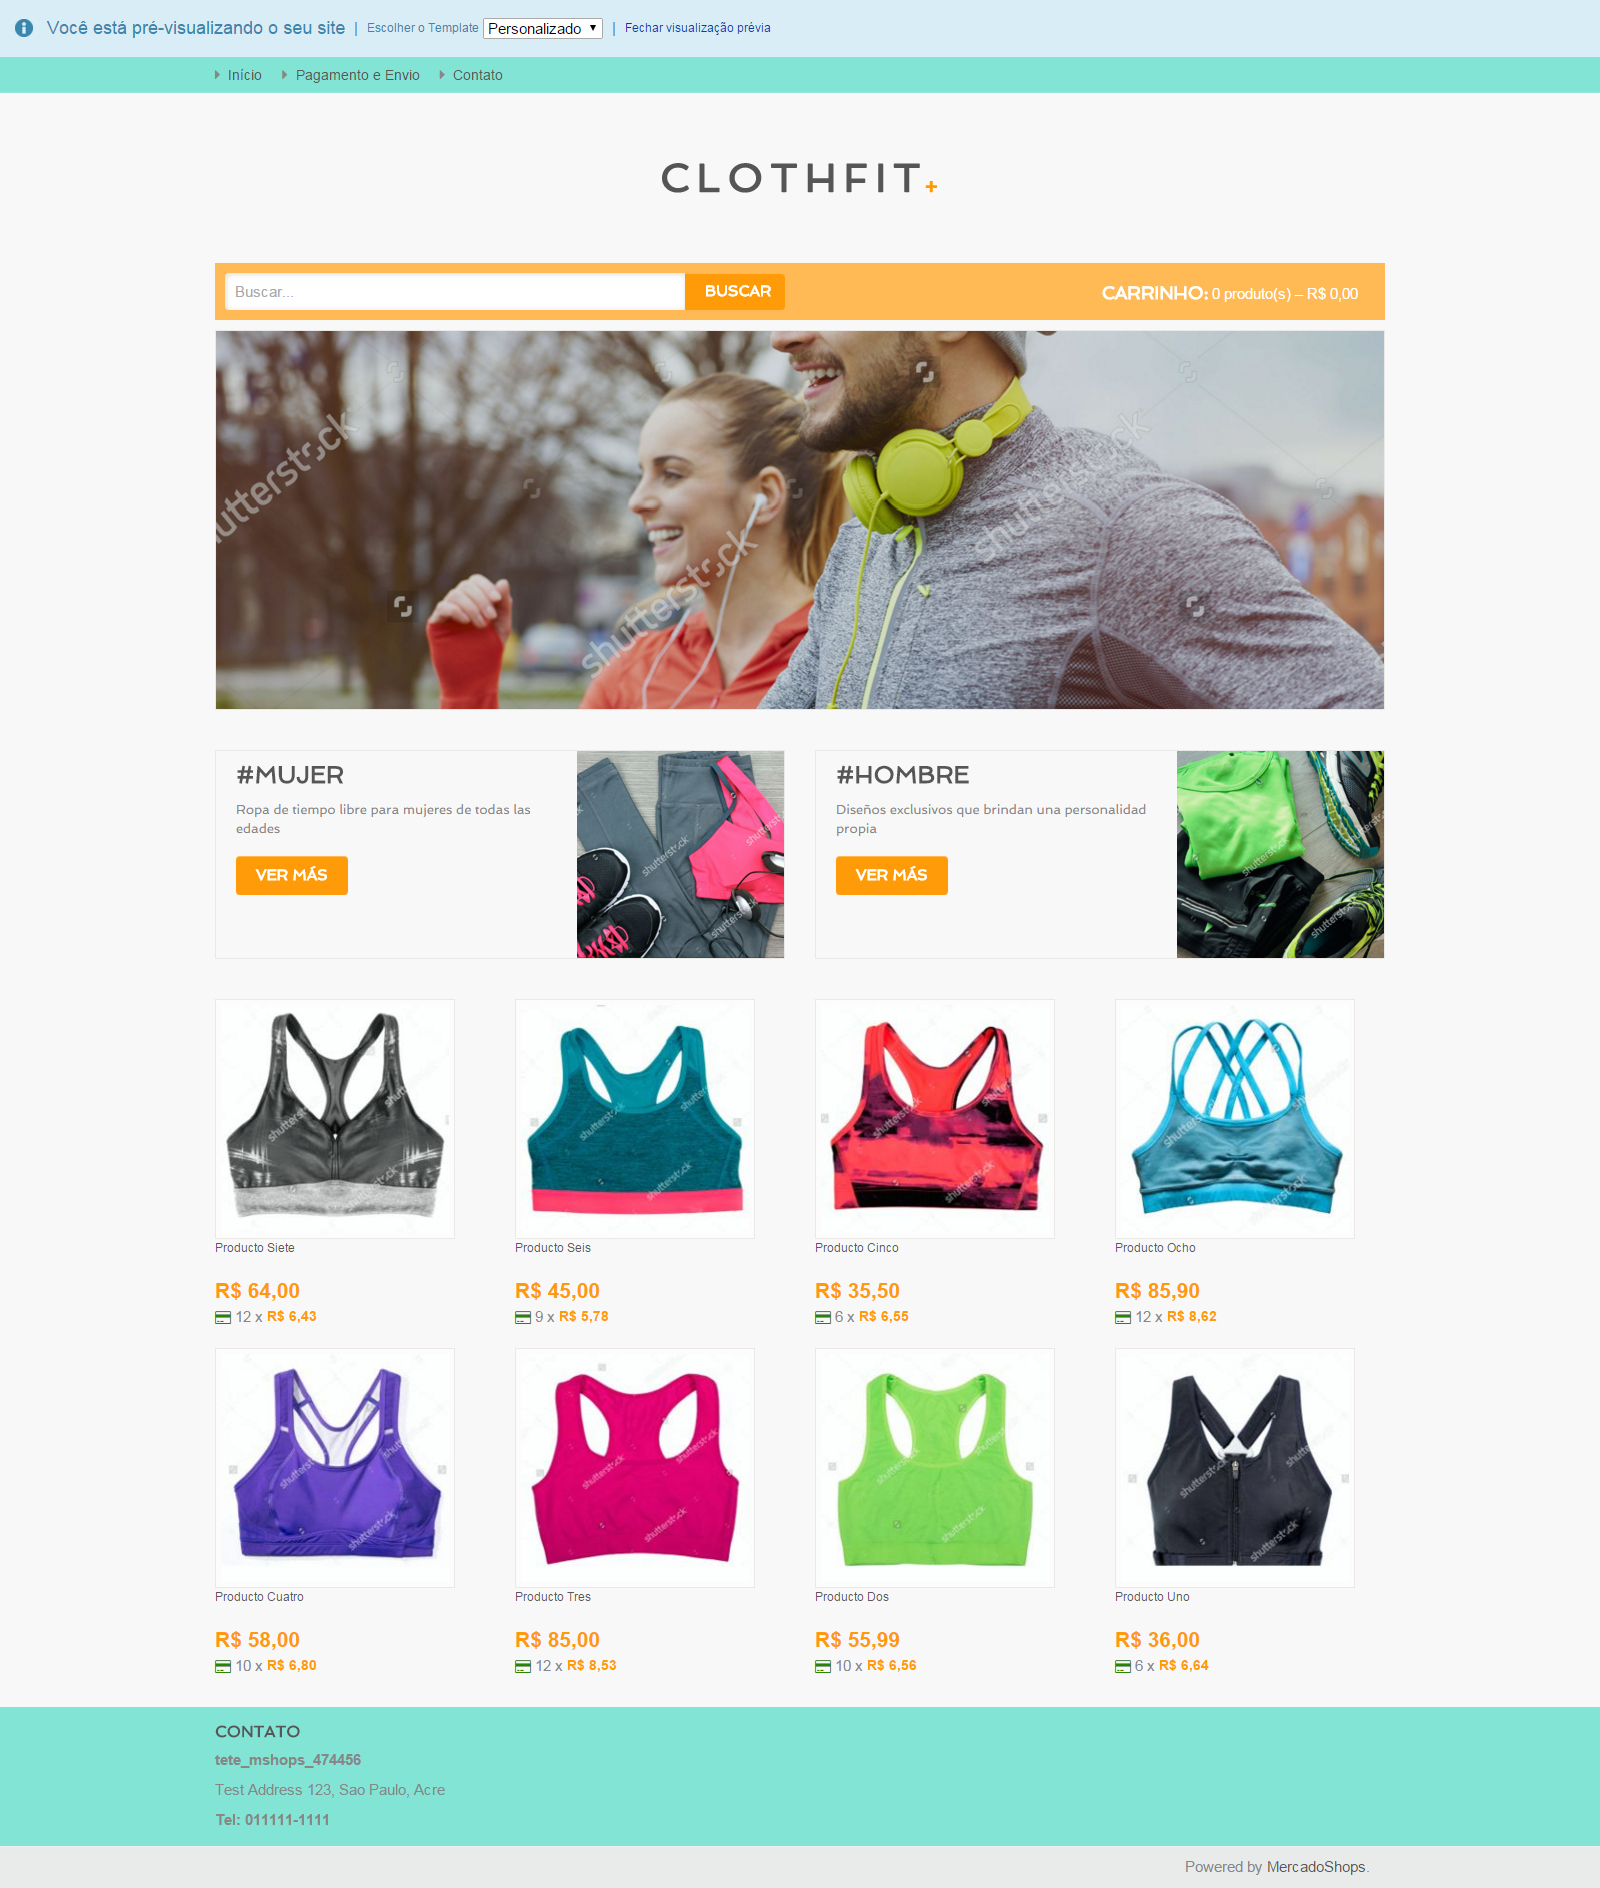 Você está pré-visualizando o seu site | Escolher o Template Personalizado | Fechar visualização prévia
Início Pagamento e Envio Contato
CLOTHFIT+
Buscar... BUSCAR CARRINHO: 0 produto(s) – R$ 0,00
shutterstock
shutterstock
shutterstock
#MUJER
Ropa de tiempo libre para mujeres de todas las
edades
VER MÁS
shutterstock
#HOMBRE
Diseños exclusivos que brindan una personalidad
propia
VER MÁS
shutterstock
Producto Siete Producto Seis Producto Cinco Producto Ocho
R$ 64,00 R$ 45,00 R$ 35,50 R$ 85,90
12 x R$ 6,43 9 x R$ 5,78 6 x R$ 6,55 12 x R$ 8,62
Producto Cuatro Producto Tres Producto Dos Producto Uno
R$ 58,00 R$ 85,00 R$ 55,99 R$ 36,00
10 x R$ 6,80 12 x R$ 8,53 10 x R$ 6,56 6 x R$ 6,64
CONTATO
tete_mshops_474456
Test Address 123, Sao Paulo, Acre
Tel: 011111-1111
Powered by MercadoShops.